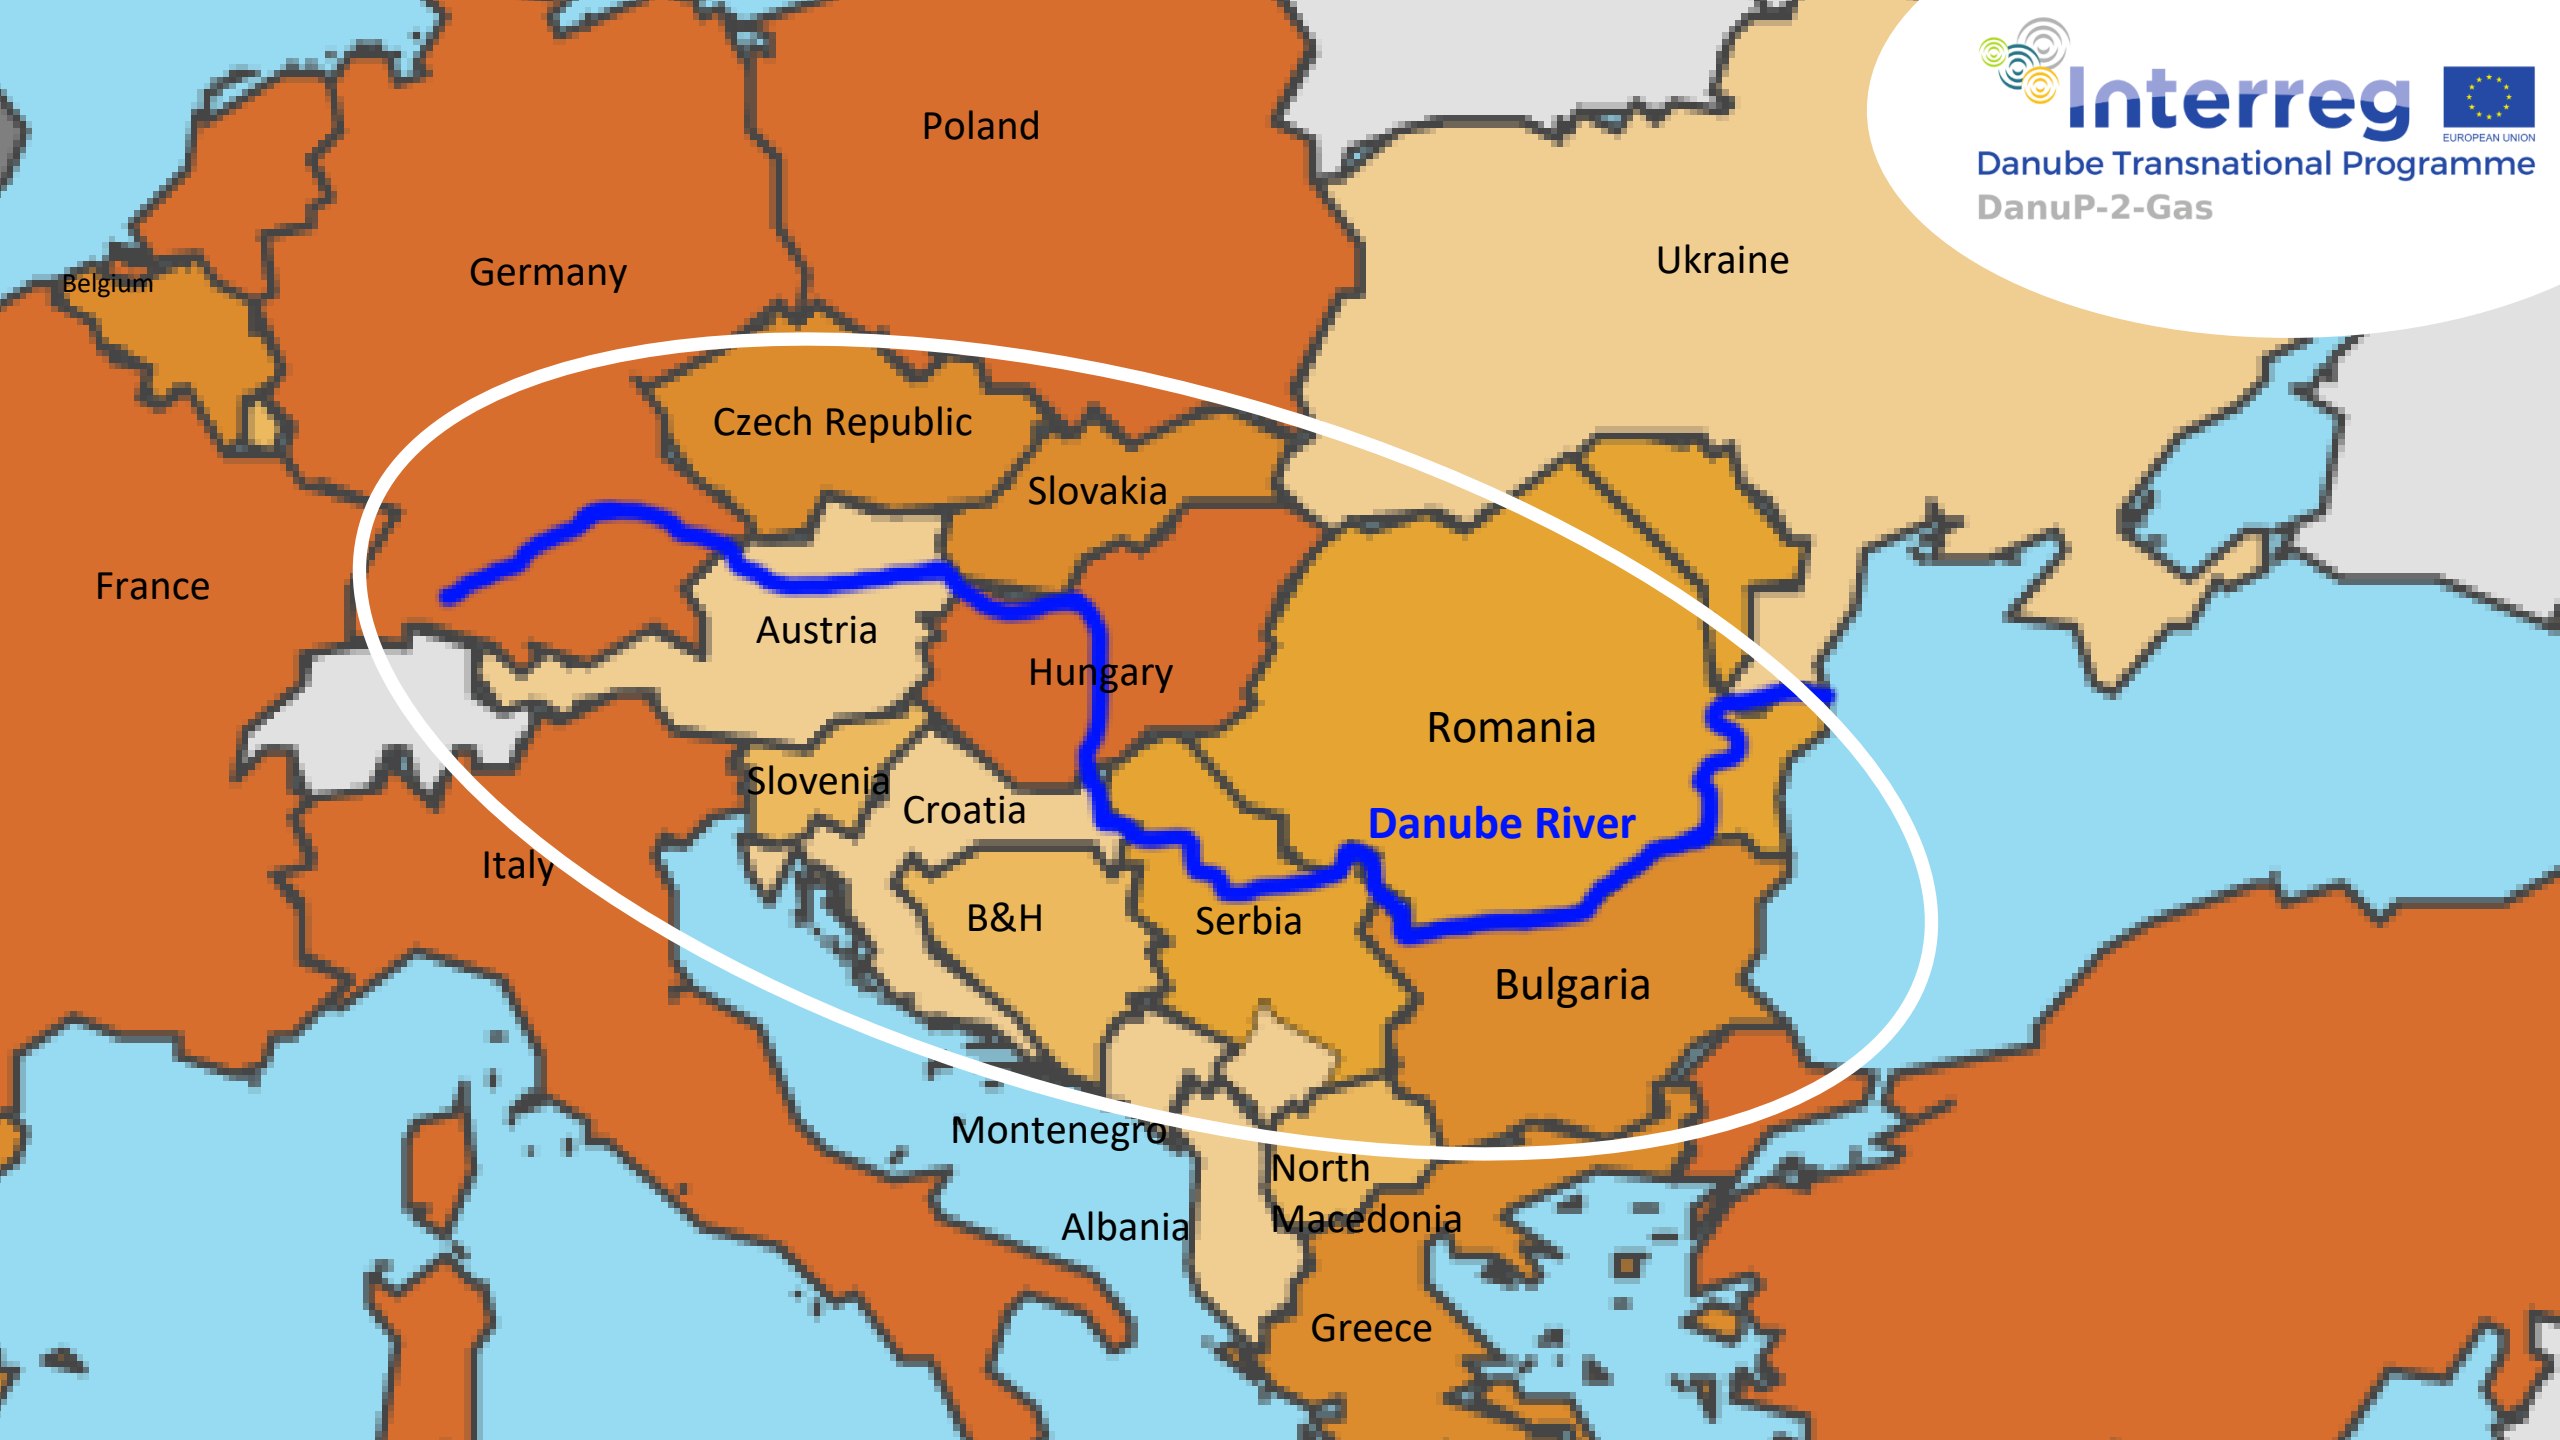 Interreg
EUROPEAN UNION
Danube Transnational Programme
DanuP-2-Gas
Poland
Ukraine
Germany
Belgium
Czech Republic
Slovakia
France
Austria
Hungary
Romania
Slovenia
Croatia
Danube River
Italy
B&H
Serbia
Bulgaria
Montenegro
North
Macedonia
Albania
Greece